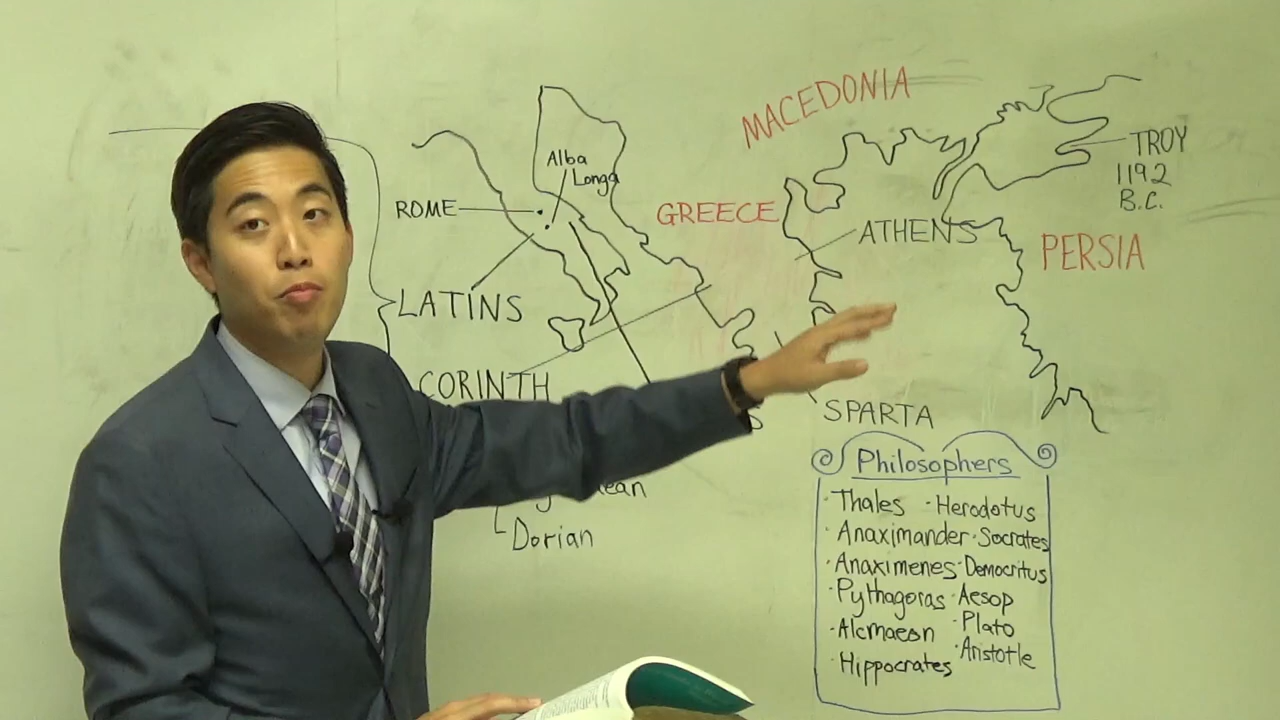 MACEDONIA
TROY
1192
B.C.
Alba
Longa
ROME
GREECE
ATHENS
PERSIA
LATINS
CORINTH
SPARTA
Dorian
Philosophers
· Thales · Herodotus
· Anaximander · Socrates
· Anaximenes · Democritus
· Pythagoras · Aesop
· Alcmaeon · Plato
· Hippocrates · Aristotle